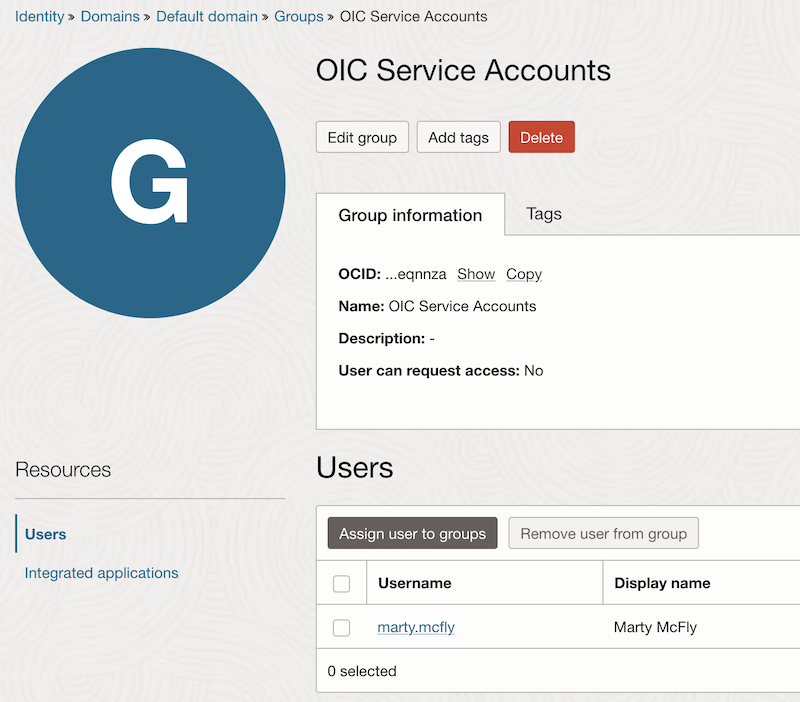 Identity » Domains » Default domain » Groups » OIC Service Accounts
G
OIC Service Accounts
Edit group Add tags Delete
Group information Tags
OCID: ...eqnnza Show Copy
Name: OIC Service Accounts
Description: -
User can request access: No
Resources
Users
Integrated applications
Users
Assign user to groups Remove user from group
Username Display name
marty.mcfly Marty McFly
0 selected